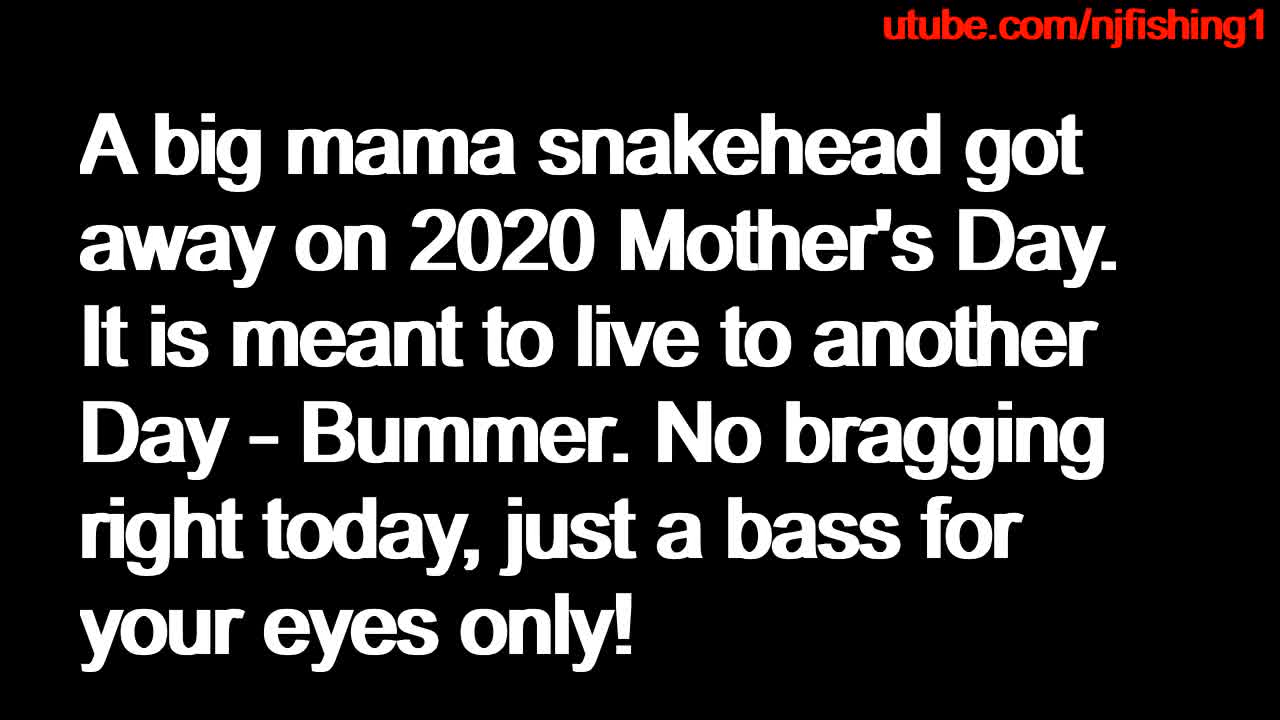 utube.com/njfishing1
A big mama snakehead got
away on 2020 Mother's Day.
It is meant to live to another
Day - Bummer. No bragging
right today, just a bass for
your eyes only!